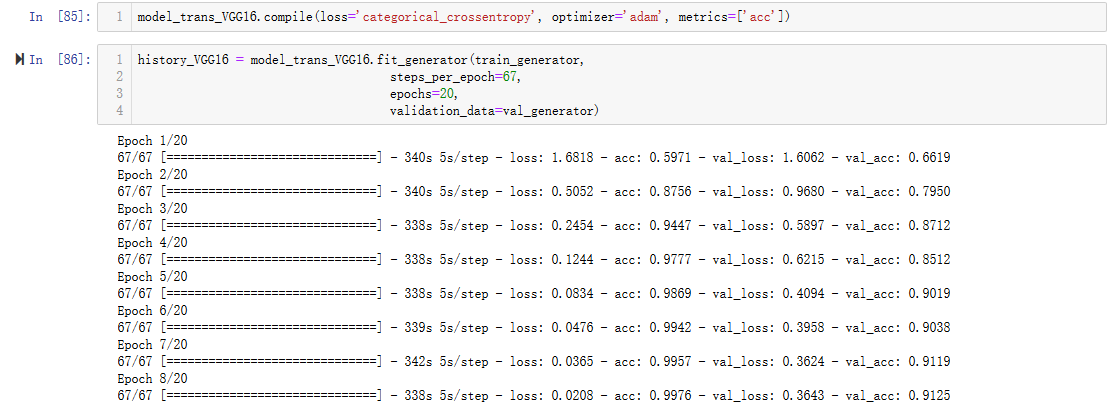 In [85]: 1 model_trans_VGG16.compile(loss='categorical_crossentropy', optimizer='adam', metrics=['acc'])
In [86]: 1 history_VGG16 = model_trans_VGG16.fit_generator(train_generator,
2 steps_per_epoch=67,
3 epochs=20,
4 validation_data=val_generator)
Epoch 1/20
67/67 [==============================] - 340s 5s/step - loss: 1.6818 - acc: 0.5971 - val_loss: 1.6062 - val_acc: 0.6619
Epoch 2/20
67/67 [==============================] - 340s 5s/step - loss: 0.5052 - acc: 0.8756 - val_loss: 0.9680 - val_acc: 0.7950
Epoch 3/20
67/67 [==============================] - 338s 5s/step - loss: 0.2454 - acc: 0.9447 - val_loss: 0.5897 - val_acc: 0.8712
Epoch 4/20
67/67 [==============================] - 338s 5s/step - loss: 0.1244 - acc: 0.9777 - val_loss: 0.6215 - val_acc: 0.8512
Epoch 5/20
67/67 [==============================] - 338s 5s/step - loss: 0.0834 - acc: 0.9869 - val_loss: 0.4094 - val_acc: 0.9019
Epoch 6/20
67/67 [==============================] - 339s 5s/step - loss: 0.0476 - acc: 0.9942 - val_loss: 0.3958 - val_acc: 0.9038
Epoch 7/20
67/67 [==============================] - 342s 5s/step - loss: 0.0365 - acc: 0.9957 - val_loss: 0.3624 - val_acc: 0.9119
Epoch 8/20
67/67 [==============================] - 338s 5s/step - loss: 0.0208 - acc: 0.9976 - val_loss: 0.3643 - val_acc: 0.9125